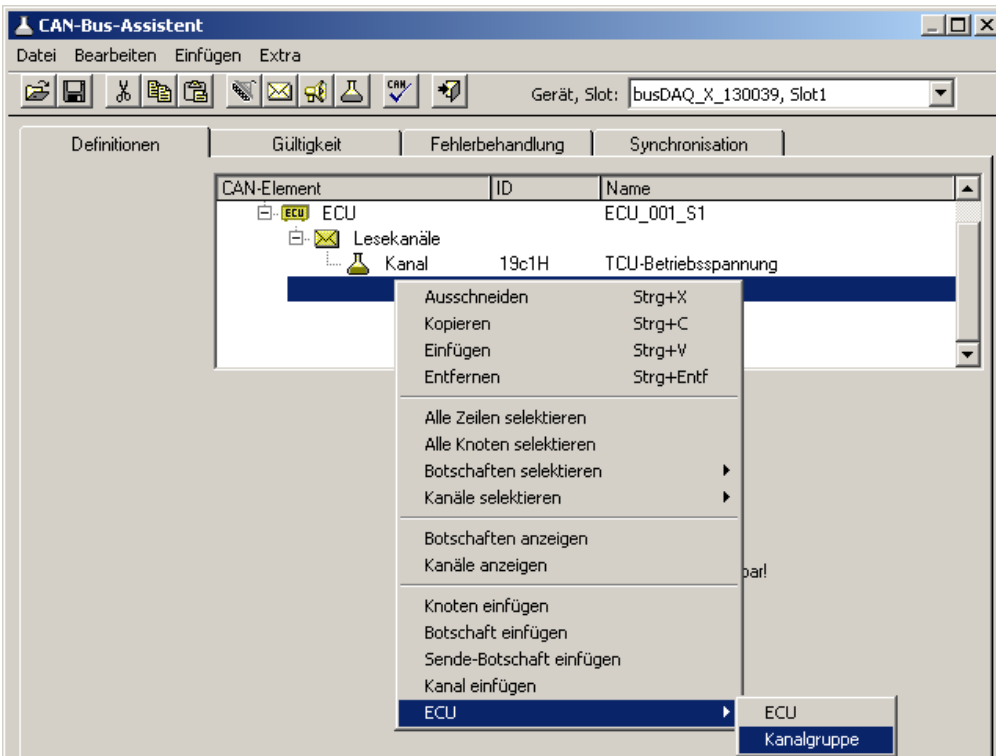 CAN-Bus-Assistent
Datei Bearbeiten Einfügen Extra
CAN Gerät, Slot: busDAQ_X_130039, Slot1
Definitionen Gültigkeit Fehlerbehandlung Synchronisation
CAN-Element ID Name
ECU ECU ECU_001_S1
Lesekanäle
Kanal 19c1H TCU-Betriebsspannung
Ausschneiden Strg+X
Kopieren Strg+C
Einfügen Strg+V
Entfernen Strg+Entf
Alle Zeilen selektieren
Alle Knoten selektieren
Botschaften selektieren
Kanäle selektieren
Botschaften anzeigen
Kanäle anzeigen
bar!
Knoten einfügen
Botschaft einfügen
Sende-Botschaft einfügen
Kanal einfügen
ECU ECU
Kanalgruppe